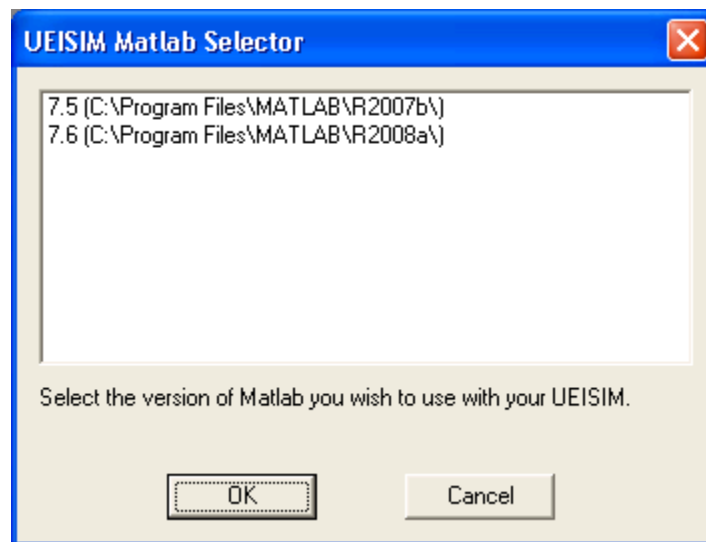 UEISIM Matlab Selector
7.5 (C:\Program Files\MATLAB\R2007b\)
7.6 (C:\Program Files\MATLAB\R2008a\)
Select the version of Matlab you wish to use with your UEISIM.
OK
Cancel